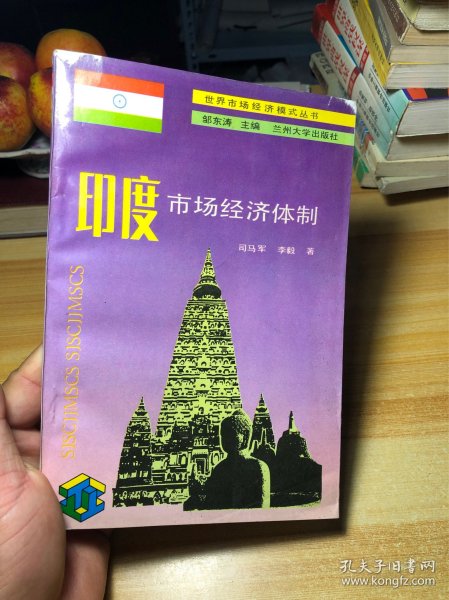 世界市场经济模式丛书
邹东涛 主编 兰州大学出版社
印度市场经济体制
司马军 李毅 著
SJSCJJMSCS SJSCJJMSCS
孔夫子旧书网
www.kongfz.com